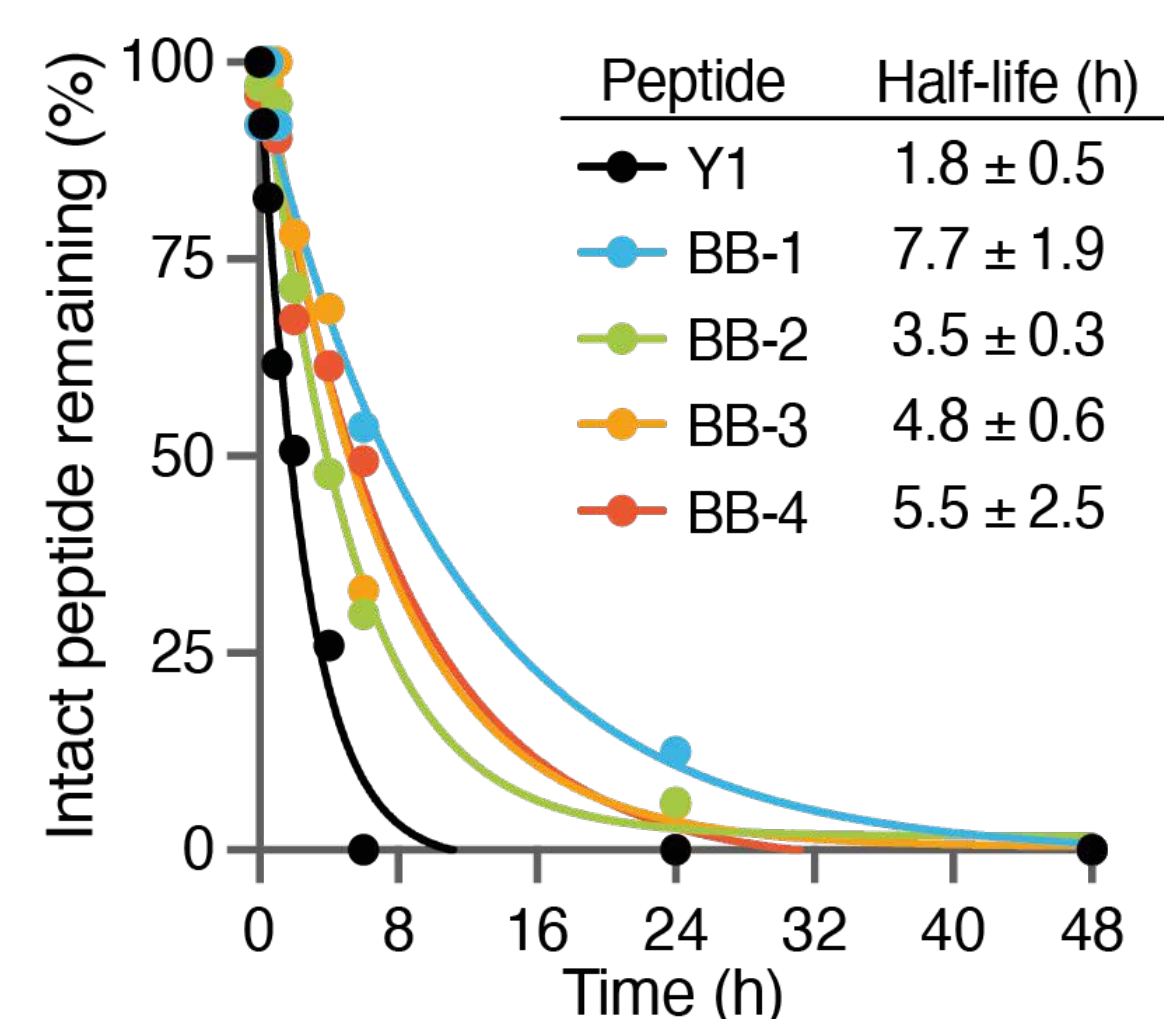 Intact peptide remaining (%)
100
75
50
25
0
Peptide Half-life (h)
Y1 1.8 ± 0.5
BB-1 7.7 ± 1.9
BB-2 3.5 ± 0.3
BB-3 4.8 ± 0.6
BB-4 5.5 ± 2.5
0 8 16 24 32 40 48
Time (h)